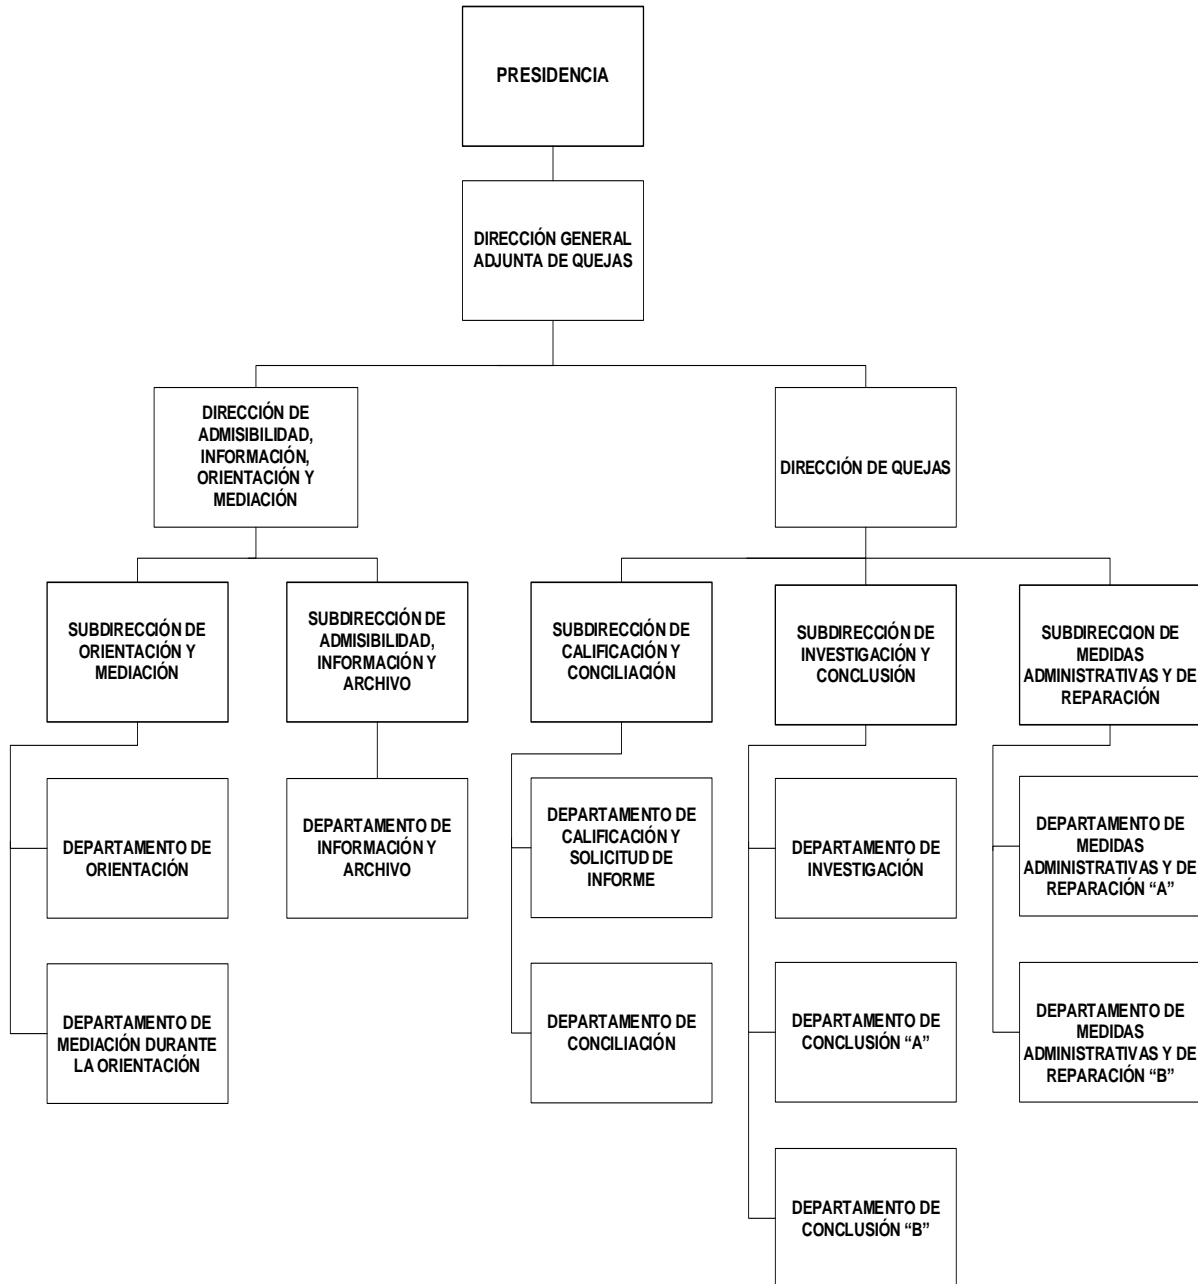 PRESIDENCIA
DIRECCIÓN GENERAL
ADJUNTA DE QUEJAS
DIRECCIÓN DE
ADMISIBILIDAD,
INFORMACIÓN,
ORIENTACIÓN Y
MEDIACIÓN
DIRECCIÓN DE QUEJAS
SUBDIRECCIÓN DE
ORIENTACIÓN Y
MEDIACIÓN
SUBDIRECCIÓN DE
ADMISIBILIDAD,
INFORMACIÓN Y
ARCHIVO
SUBDIRECCIÓN DE
CALIFICACIÓN Y
CONCILIACIÓN
SUBDIRECCIÓN DE
INVESTIGACIÓN Y
CONCLUSIÓN
SUBDIRECCION DE
MEDIDAS
ADMINISTRATIVAS Y DE
REPARACIÓN
DEPARTAMENTO DE
ORIENTACIÓN
DEPARTAMENTO DE
INFORMACIÓN Y
ARCHIVO
DEPARTAMENTO DE
CALIFICACIÓN Y
SOLICITUD DE
INFORME
DEPARTAMENTO DE
INVESTIGACIÓN
DEPARTAMENTO DE
MEDIDAS
ADMINISTRATIVAS Y DE
REPARACIÓN “A”
DEPARTAMENTO DE
MEDIACIÓN DURANTE
LA ORIENTACIÓN
DEPARTAMENTO DE
CONCILIACIÓN
DEPARTAMENTO DE
CONCLUSIÓN “A”
DEPARTAMENTO DE
MEDIDAS
ADMINISTRATIVAS Y DE
REPARACIÓN “B”
DEPARTAMENTO DE
CONCLUSIÓN “B”